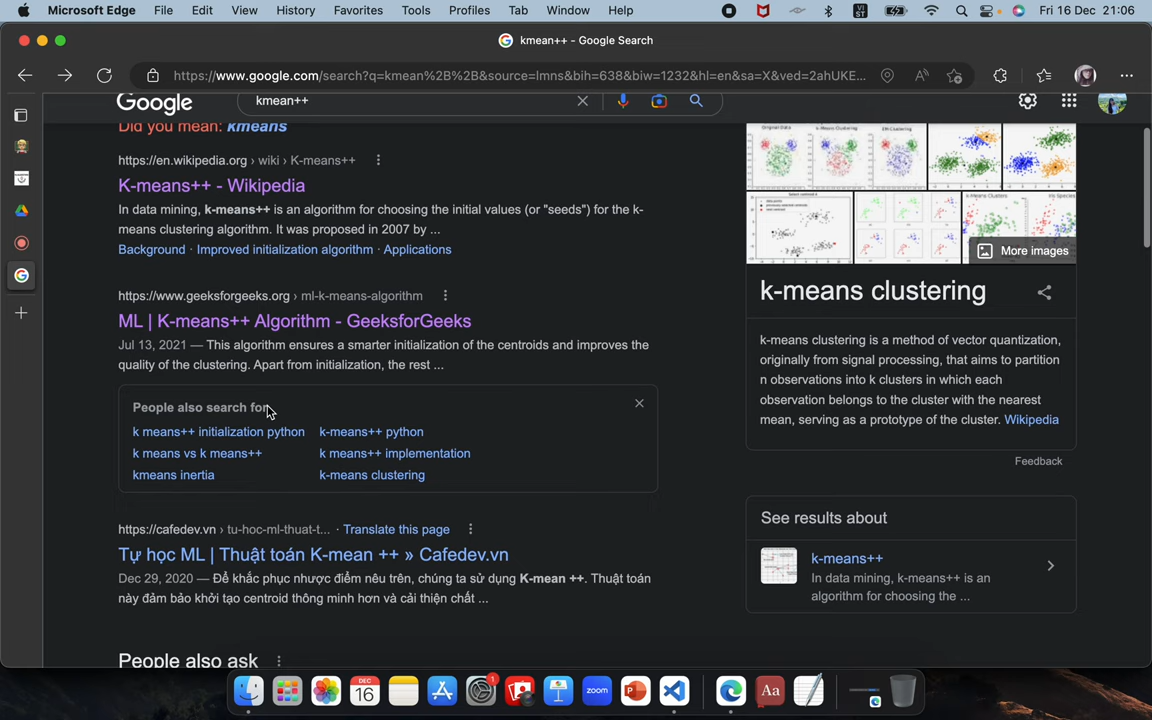 Microsoft Edge File Edit View History Favorites Tools Profiles Tab Window Help
VI
ST
Fri 16 Dec 21:06
kmean++ - Google Search
https://www.google.com/search?q=kmean%2B%2B&source=lmns&bih=638&biw=1232&hl=en&sa=X&ved=2ahUKE...
Google
kmean++
Did you mean: kmeans
https://en.wikipedia.org › wiki › K-means++
K-means++ - Wikipedia
In data mining, k-means++ is an algorithm for choosing the initial values (or "seeds") for the k-
means clustering algorithm. It was proposed in 2007 by ...
Background · Improved initialization algorithm · Applications
https://www.geeksforgeeks.org › ml-k-means-algorithm
ML | K-means++ Algorithm - GeeksforGeeks
Jul 13, 2021 — This algorithm ensures a smarter initialization of the centroids and improves the
quality of the clustering. Apart from initialization, the rest ...
People also search for
k means++ initialization python
k-means++ python
k means vs k means++
k means++ implementation
kmeans inertia
k-means clustering
https://cafedev.vn › tu-hoc-ml-thuat-t... · Translate this page
Tự học ML | Thuật toán K-mean ++ » Cafedev.vn
Dec 29, 2020 — Để khắc phục nhược điểm nêu trên, chúng ta sử dụng K-mean ++. Thuật toán
này đảm bảo khởi tạo centroid thông minh hơn và cải thiện chất ...
People also ask
More images
k-means clustering
k-means clustering is a method of vector quantization,
originally from signal processing, that aims to partition
n observations into k clusters in which each
observation belongs to the cluster with the nearest
mean, serving as a prototype of the cluster. Wikipedia
Feedback
See results about
k-means++
In data mining, k-means++ is an
algorithm for choosing the ...
DEC
16
1
zoom
Aa